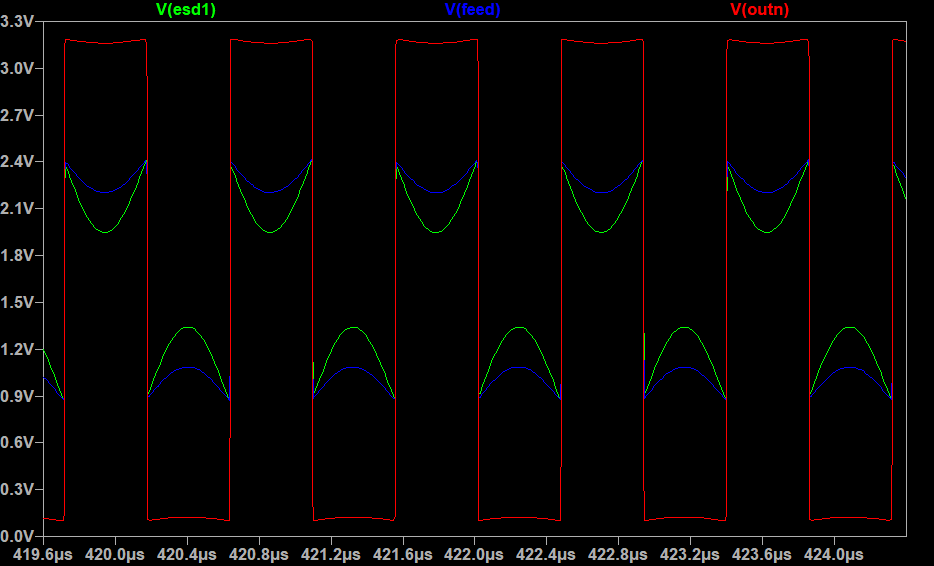 V(esd1) V(feed) V(outn)
3.3V
3.0V
2.7V
2.4V
2.1V
1.8V
1.5V
1.2V
0.9V
0.6V
0.3V
0.0V
419.6µs 420.0µs 420.4µs 420.8µs 421.2µs 421.6µs 422.0µs 422.4µs 422.8µs 423.2µs 423.6µs 424.0µs